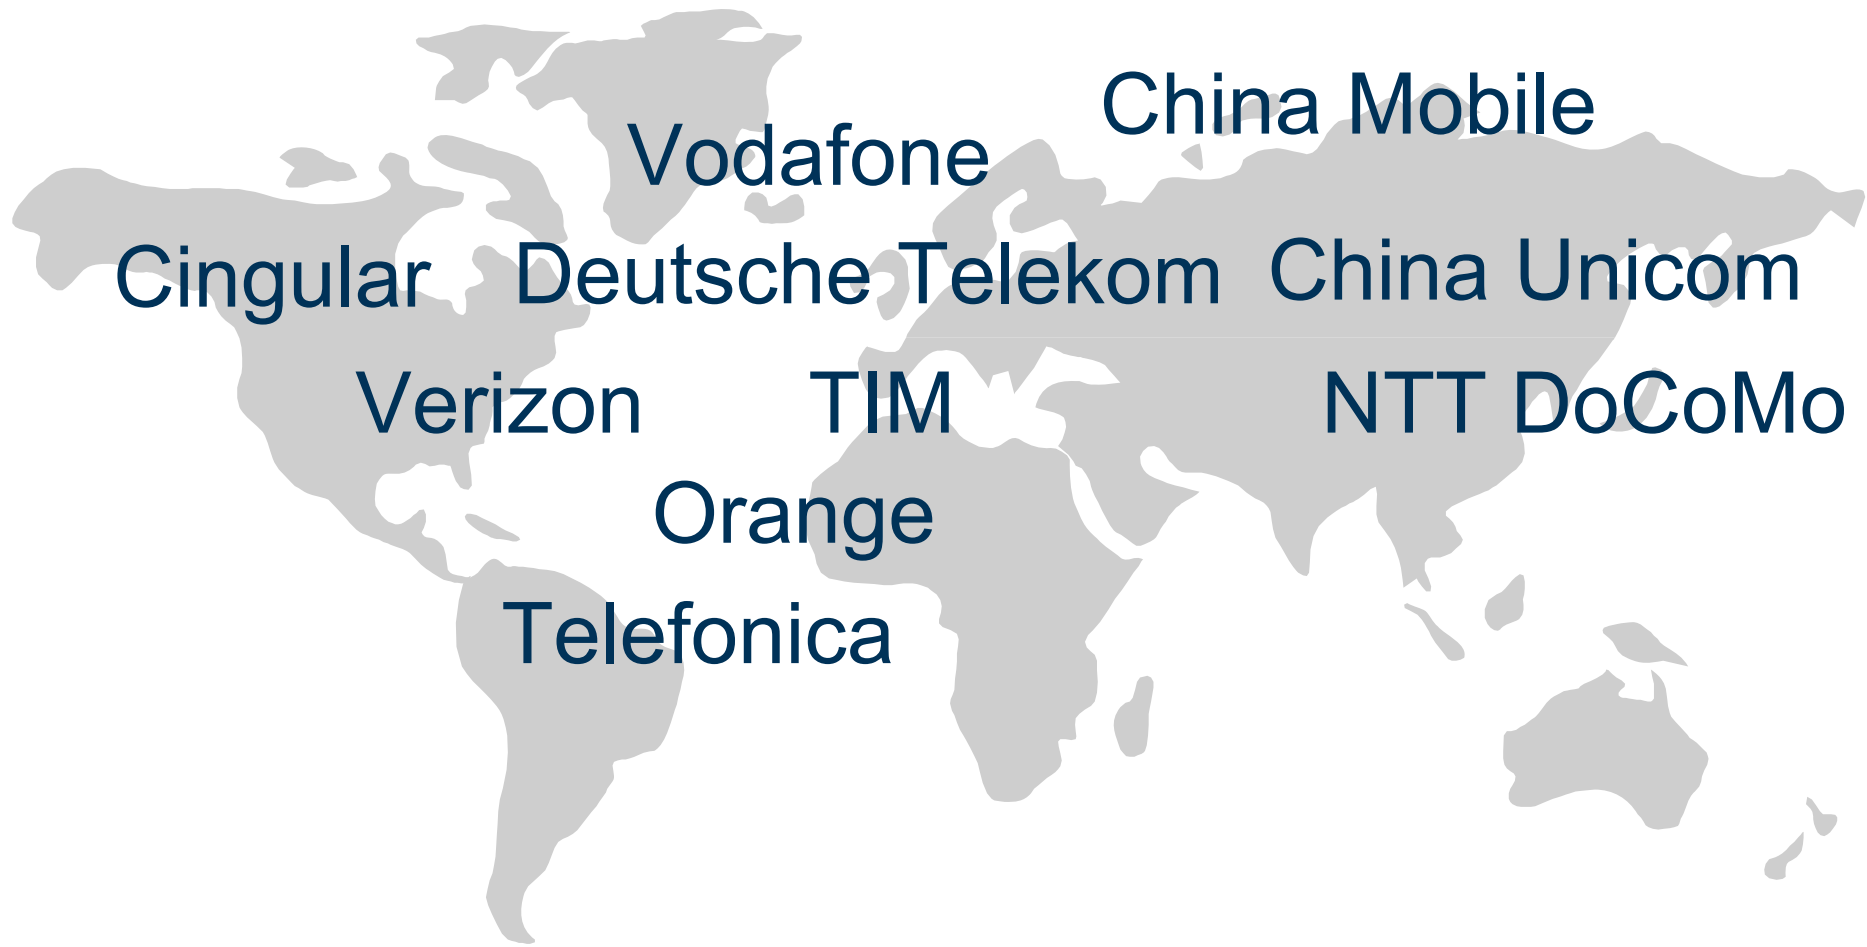 China Mobile
Vodafone
Cingular
Deutsche Telekom
China Unicom
Verizon
TIM
NTT DoCoMo
Orange
Telefonica